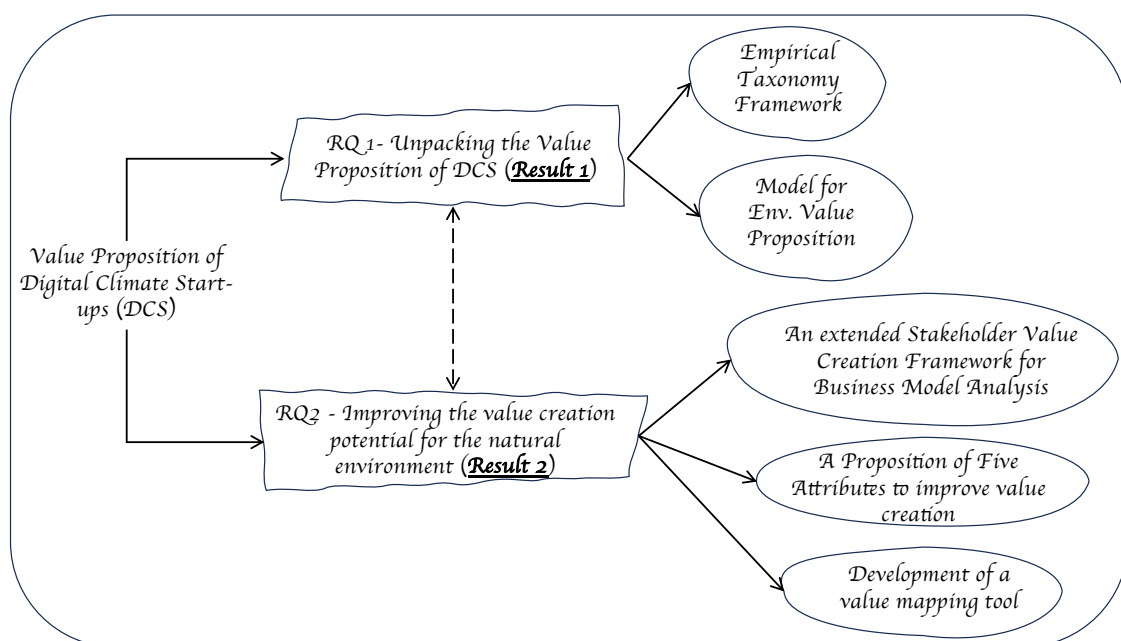 Value Proposition of
Digital Climate Start-
ups (DCS)
RQ 1- Unpacking the Value
Proposition of DCS (Result 1)
Empirical
Taxonomy
Framework
Model for
Env. Value
Proposition
RQ2 - Improving the value creation
potential for the natural
environment (Result 2)
An extended Stakeholder Value
Creation Framework for
Business Model Analysis
A Proposition of Five
Attributes to improve value
creation
Development of a
value mapping tool